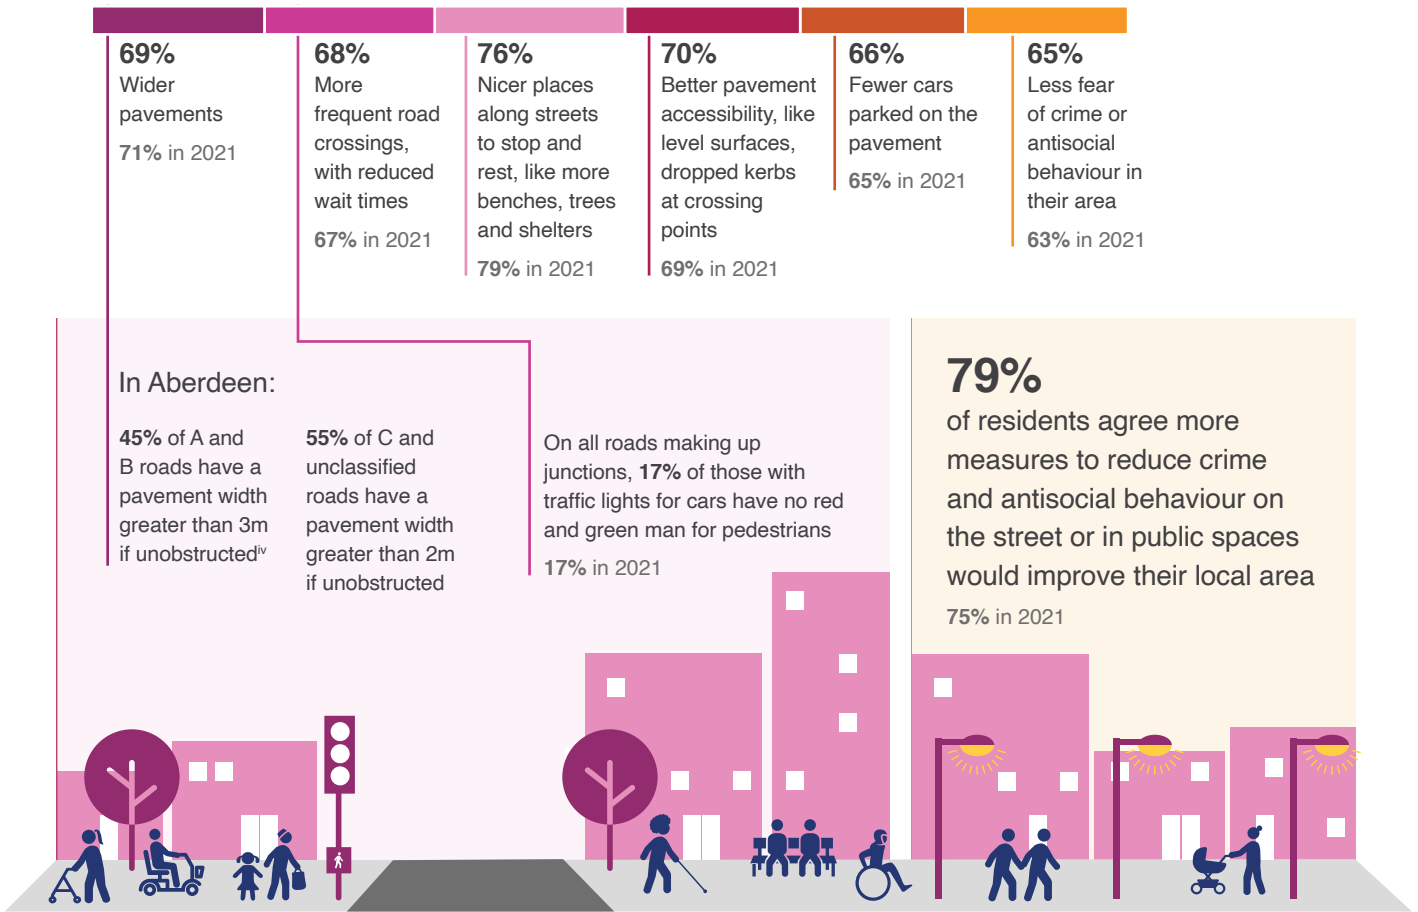 69%
Wider
pavements
71% in 2021
68%
More
frequent road
crossings,
with reduced
wait times
67% in 2021
76%
Nicer places
along streets
to stop and
rest, like more
benches, trees
and shelters
79% in 2021
70%
Better pavement
accessibility, like
level surfaces,
dropped kerbs
at crossing
points
69% in 2021
66%
Fewer cars
parked on the
pavement
65% in 2021
65%
Less fear
of crime or
antisocial
behaviour in
their area
63% in 2021
In Aberdeen:
45% of A and
B roads have a
pavement width
greater than 3m
if unobstructediv
55% of C and
unclassified
roads have a
pavement width
greater than 2m
if unobstructed
On all roads making up
junctions, 17% of those with
traffic lights for cars have no red
and green man for pedestrians
17% in 2021
79%
of residents agree more
measures to reduce crime
and antisocial behaviour on
the street or in public spaces
would improve their local area
75% in 2021